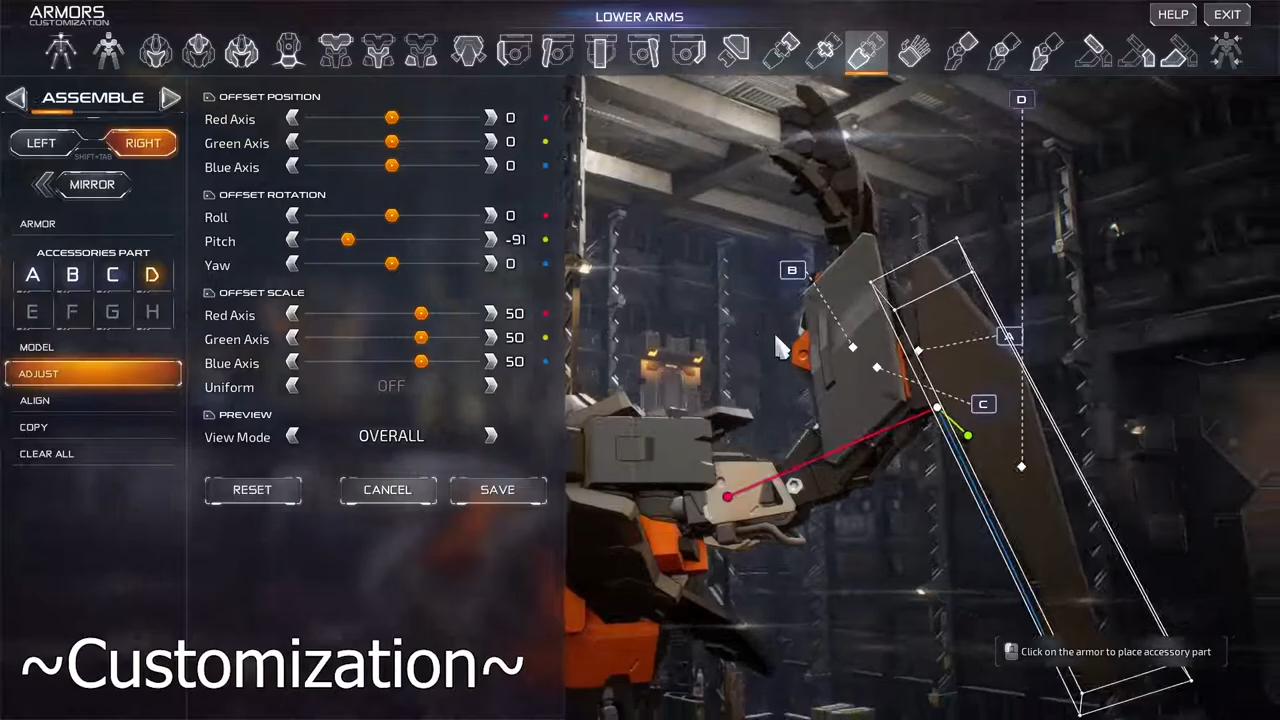 ARMORS
CUSTOMIZATION
LOWER ARMS
HELP
EXIT
ASSEMBLE
LEFT
RIGHT
SHIFT+TAB
MIRROR
ARMOR
ACCESSORIES PART
A B C D
E F G H
MODEL
ADJUST
ALIGN
COPY
CLEAR ALL
OFFSET POSITION
Red Axis 0
Green Axis 0
Blue Axis 0
OFFSET ROTATION
Roll 0
Pitch -91
Yaw 0
OFFSET SCALE
Red Axis 50
Green Axis 50
Blue Axis 50
Uniform OFF
PREVIEW
View Mode OVERALL
RESET
CANCEL
SAVE
D
B
A
C
Click on the armor to place accessory part
~Customization~